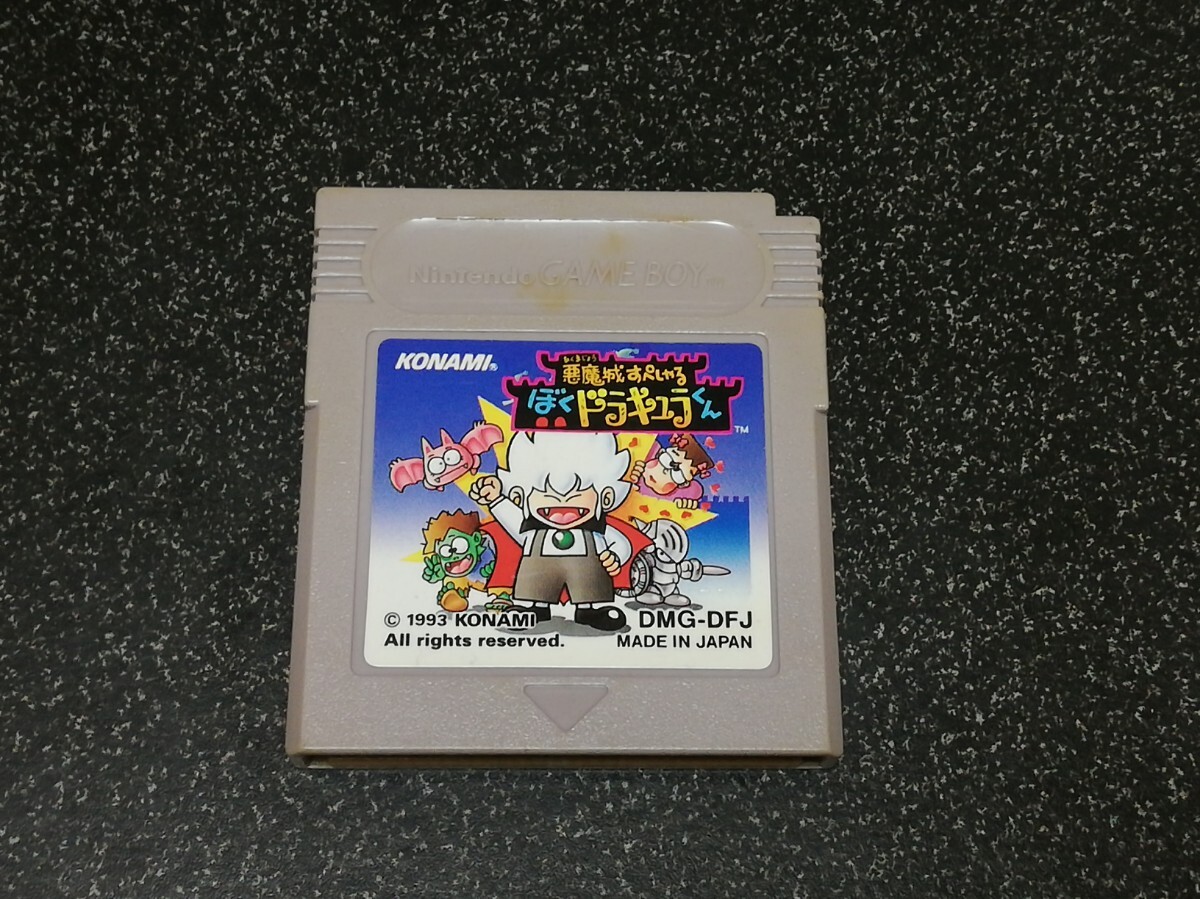 Nintendo GAME BOY TM
KONAMI®
あくまじょう
悪魔城すぺしゃる
ぼくドラキュラくん
TM
© 1993 KONAMI
All rights reserved.
DMG-DFJ
MADE IN JAPAN